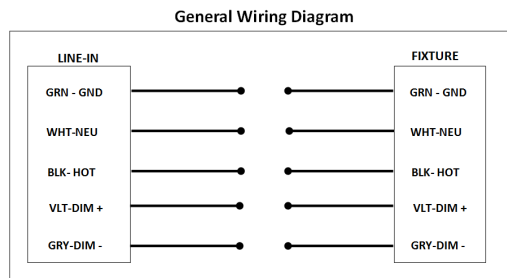 General Wiring Diagram
LINE-IN
FIXTURE
GRN - GND
GRN - GND
WHT-NEU
WHT-NEU
BLK- HOT
BLK- HOT
VLT-DIM +
VLT-DIM +
GRY-DIM -
GRY-DIM -